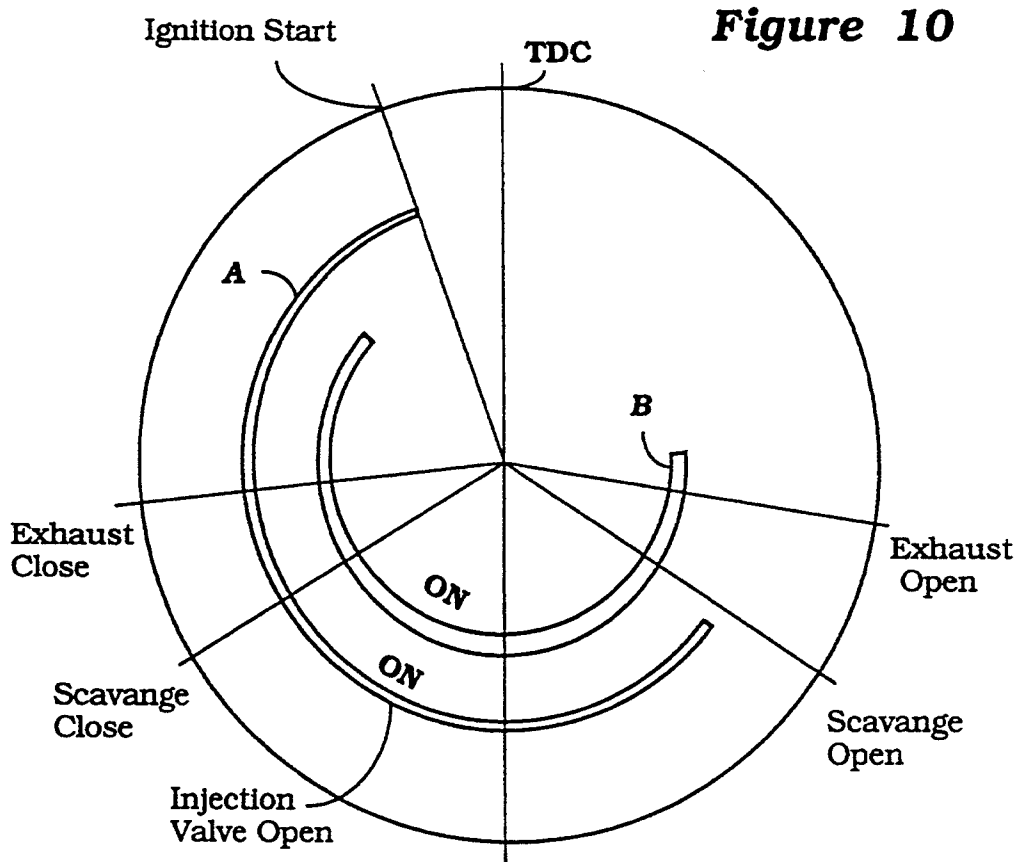 Figure 10
Ignition Start
TDC
A
B
Exhaust
Close
Exhaust
Open
ON
ON
Scavange
Close
Scavange
Open
Injection
Valve Open